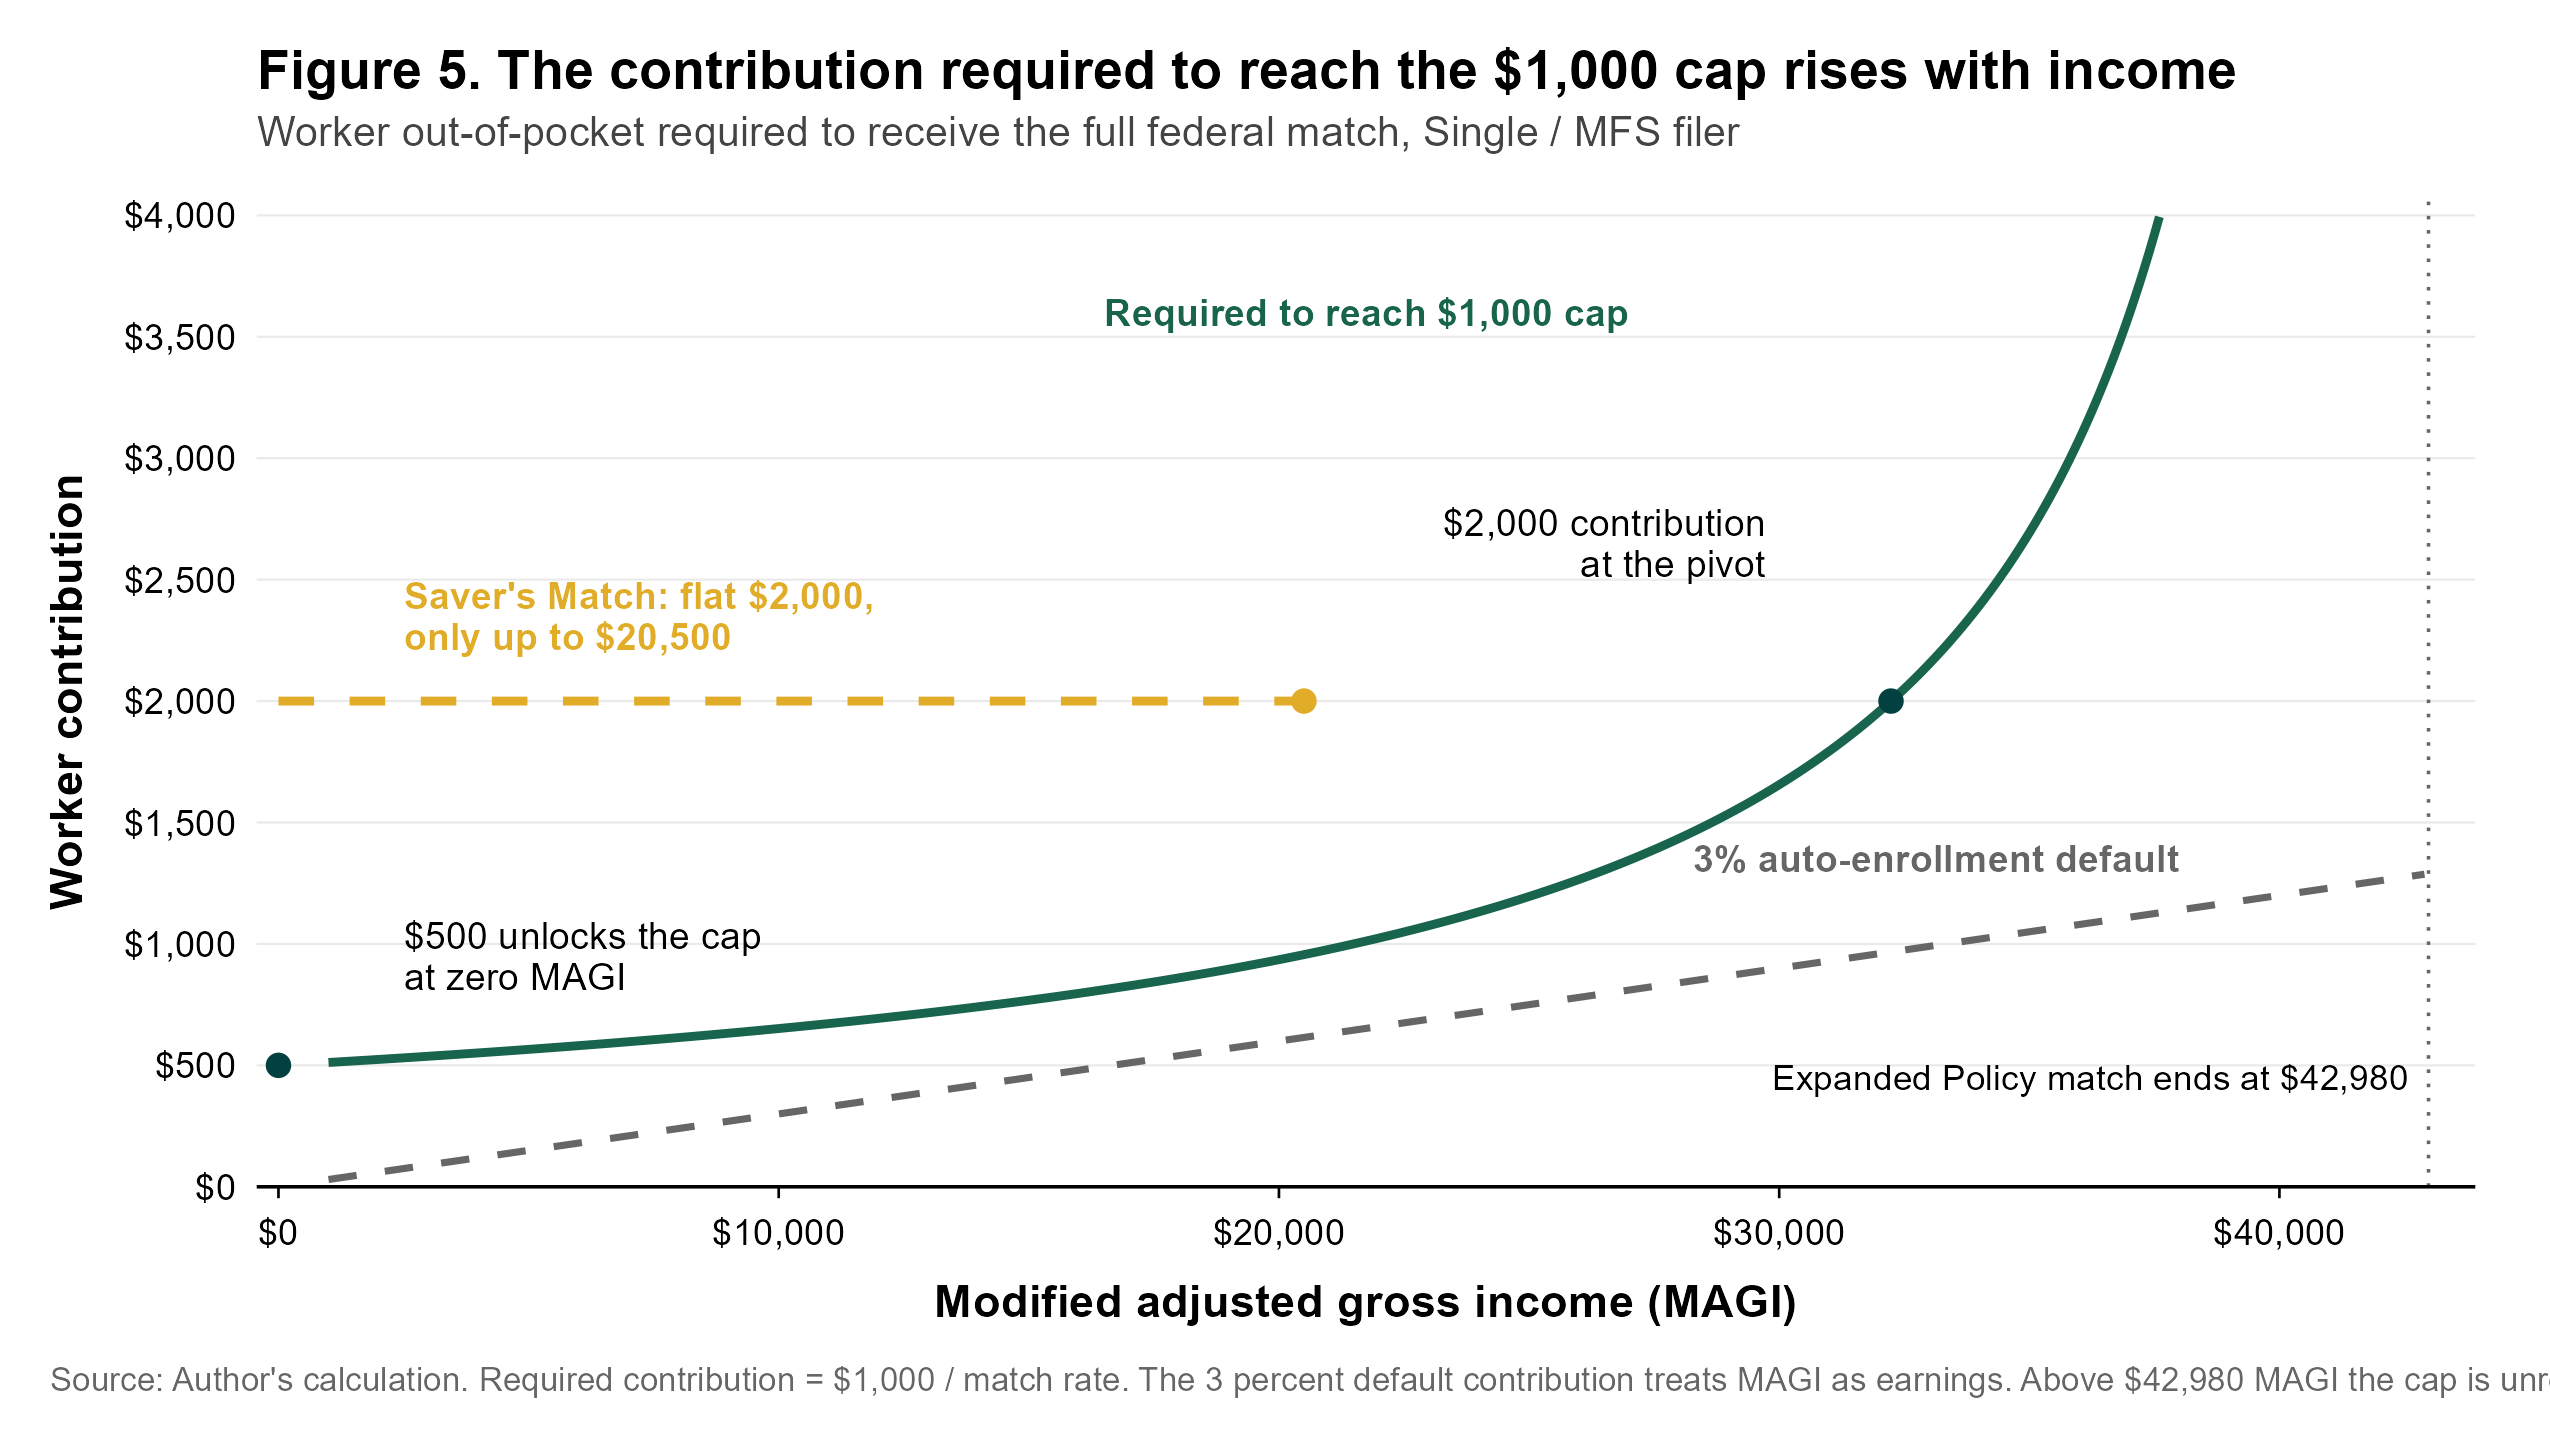 Figure 5. The contribution required to reach the $1,000 cap rises with income
Worker out-of-pocket required to receive the full federal match, Single / MFS filer
Worker contribution
$4,000
$3,500
$3,000
$2,500
$2,000
$1,500
$1,000
$500
$0
Required to reach $1,000 cap
$2,000 contribution
at the pivot
Saver's Match: flat $2,000,
only up to $20,500
3% auto-enrollment default
$500 unlocks the cap
at zero MAGI
Expanded Policy match ends at $42,980
$0
$10,000
$20,000
$30,000
$40,000
Modified adjusted gross income (MAGI)
Source: Author's calculation. Required contribution = $1,000 / match rate. The 3 percent default contribution treats MAGI as earnings. Above $42,980 MAGI the cap is